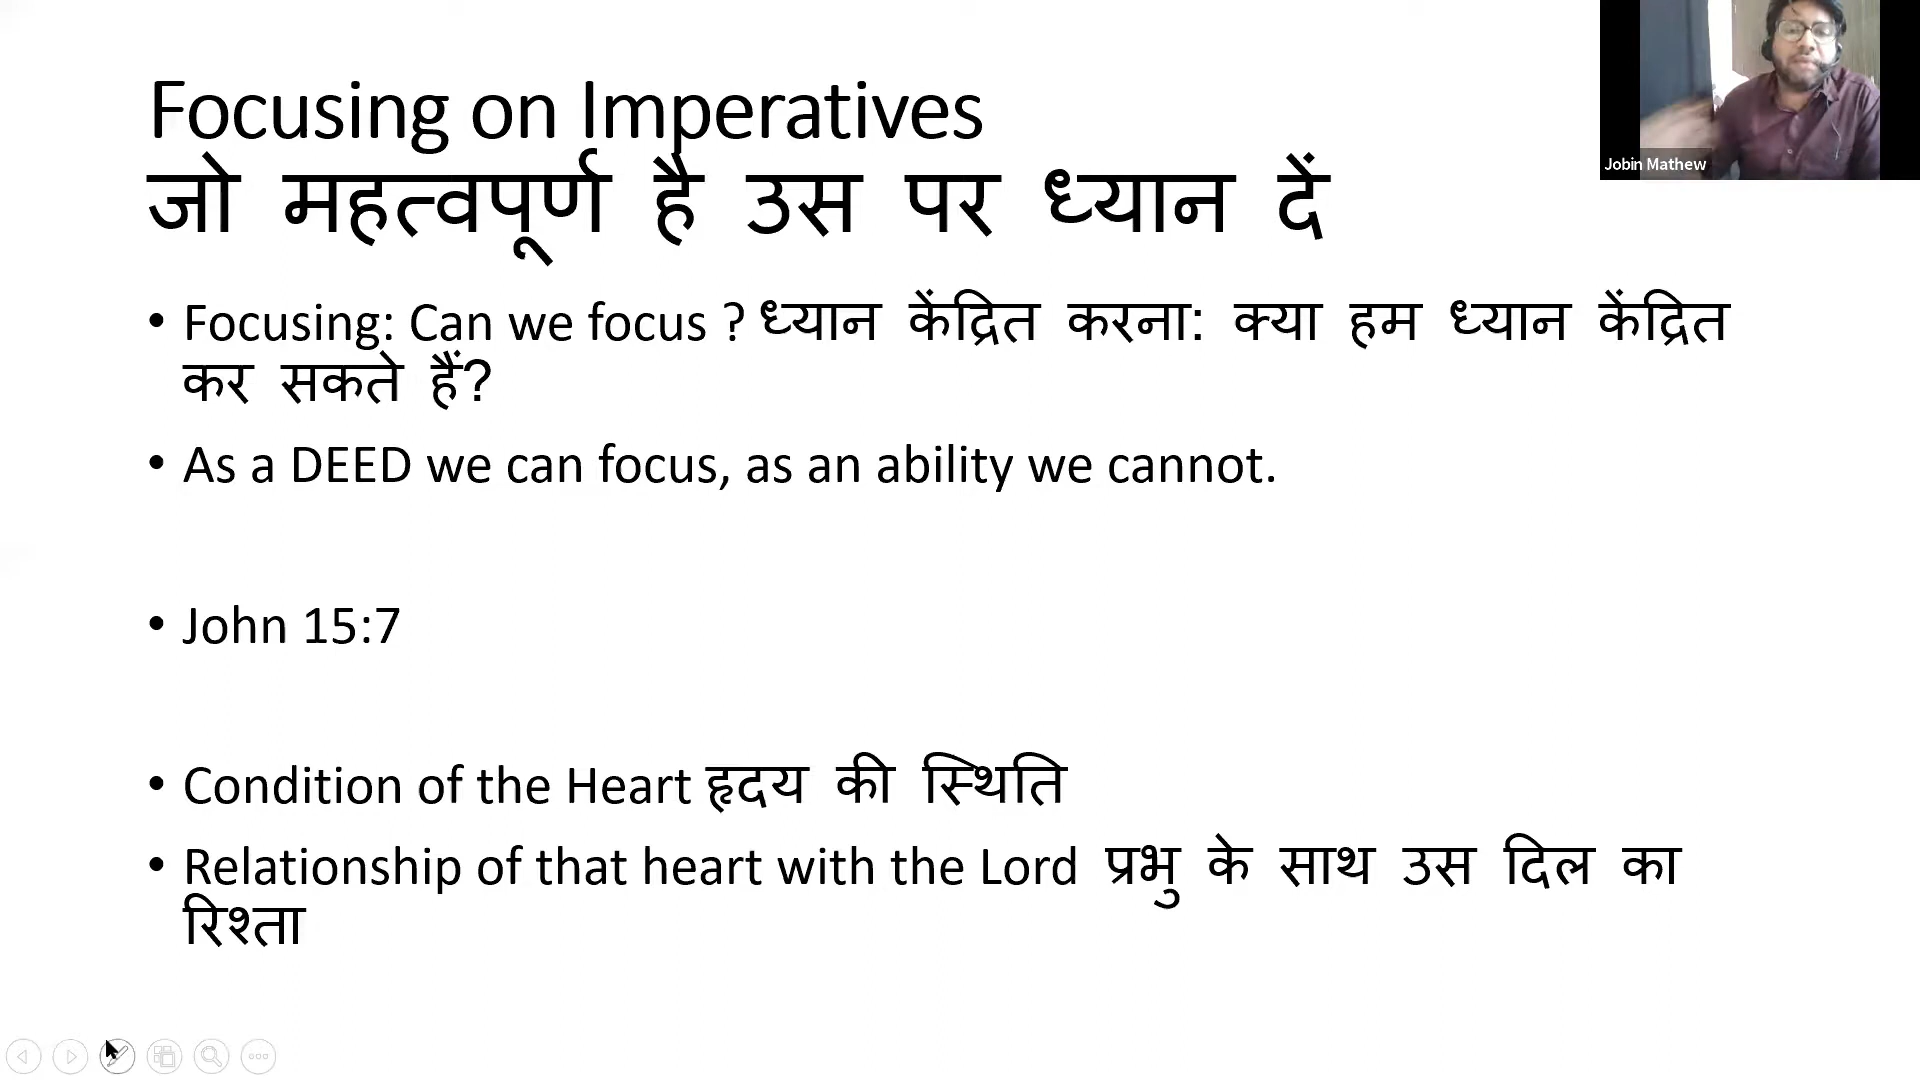 Focusing on Imperatives
जो महत्वपूर्ण है उस पर ध्यान दें
Jobin Mathew
• Focusing: Can we focus ? ध्यान केंद्रित करना: क्या हम ध्यान केंद्रित
कर सकते हैं?
• As a DEED we can focus, as an ability we cannot.
• John 15:7
• Condition of the Heart हृदय की स्थिति
• Relationship of that heart with the Lord प्रभु के साथ उस दिल का
रिश्ता